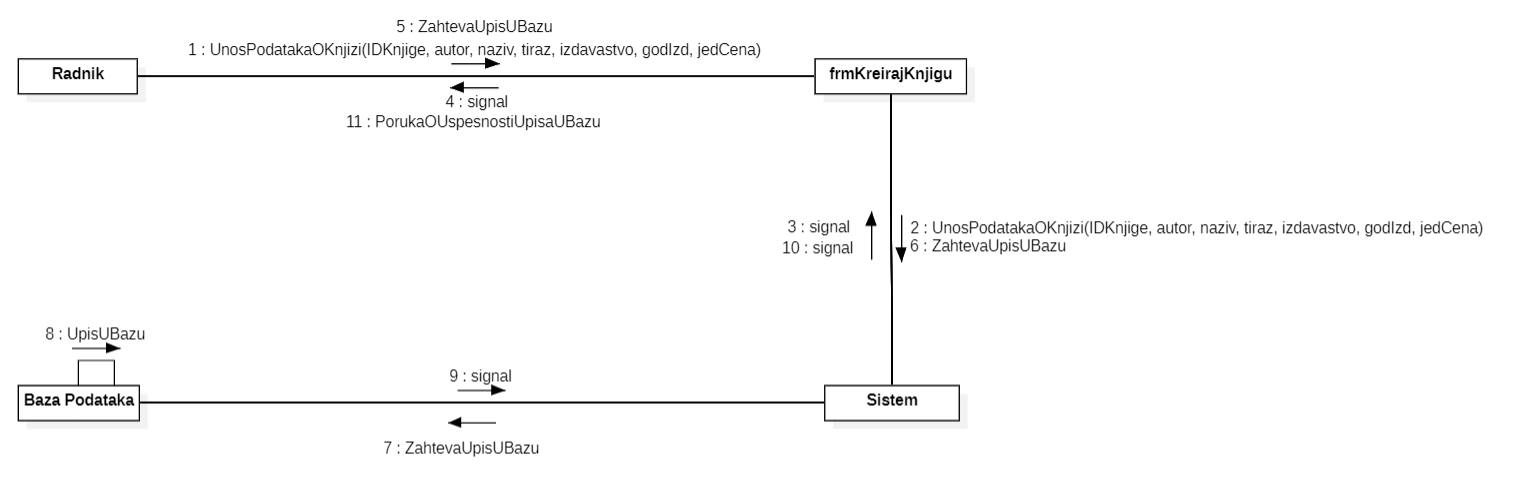 5 : ZahtevaUpisUBazu
1 : UnosPodatakaOKnjizi(IDKnjige, autor, naziv, tiraz, izdavastvo, godIzd, jedCena)
Radnik
frmKreirajKnjigu
4 : signal
11 : PorukaOUspesnostiUpisaUBazu
3 : signal
10 : signal
2 : UnosPodatakaOKnjizi(IDKnjige, autor, naziv, tiraz, izdavastvo, godIzd, jedCena)
6 : ZahtevaUpisUBazu
8 : UpisUBazu
9 : signal
Baza Podataka
Sistem
7 : ZahtevaUpisUBazu